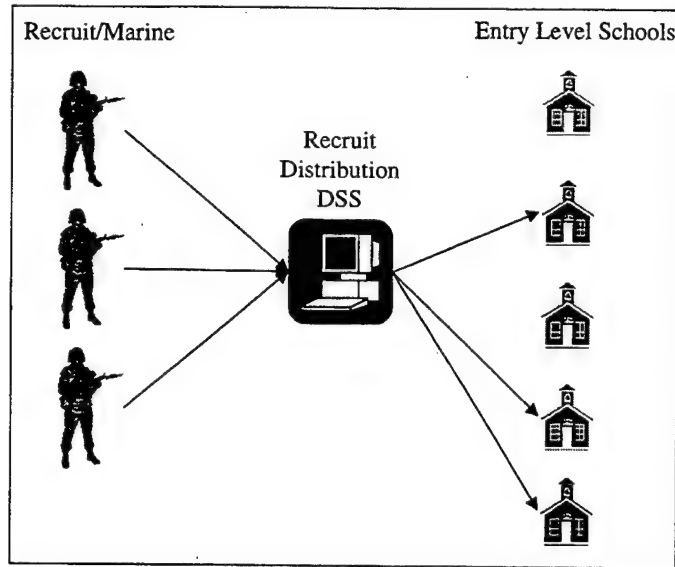 Recruit/Marine
Entry Level Schools
Recruit
Distribution
DSS